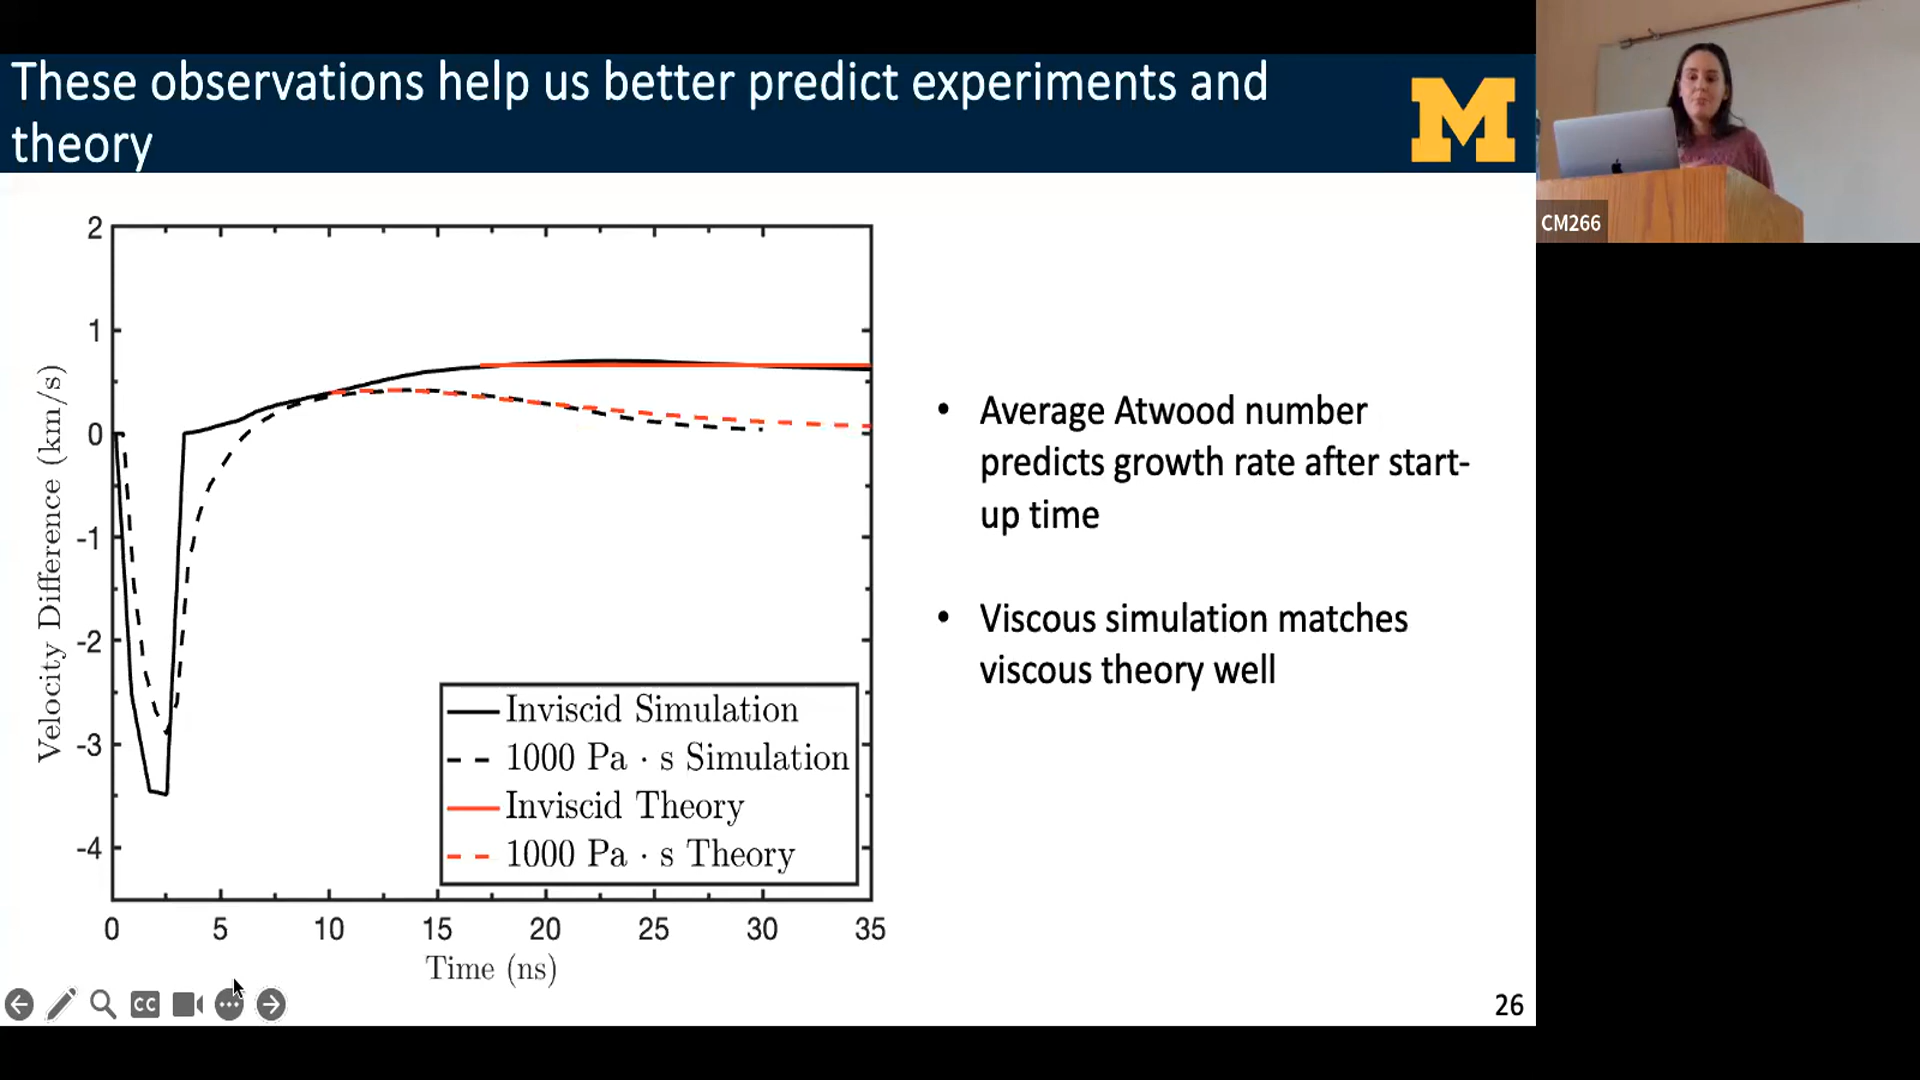 These observations help us better predict experiments and
theory
M
CM266
2
1
0
-1
-2
-3
-4
Velocity Difference (km/s)
Inviscid Simulation
1000 Pa · s Simulation
Inviscid Theory
1000 Pa · s Theory
0 5 10 15 20 25 30 35
Time (ns)
• Average Atwood number
predicts growth rate after start-
up time
• Viscous simulation matches
viscous theory well
CC
26